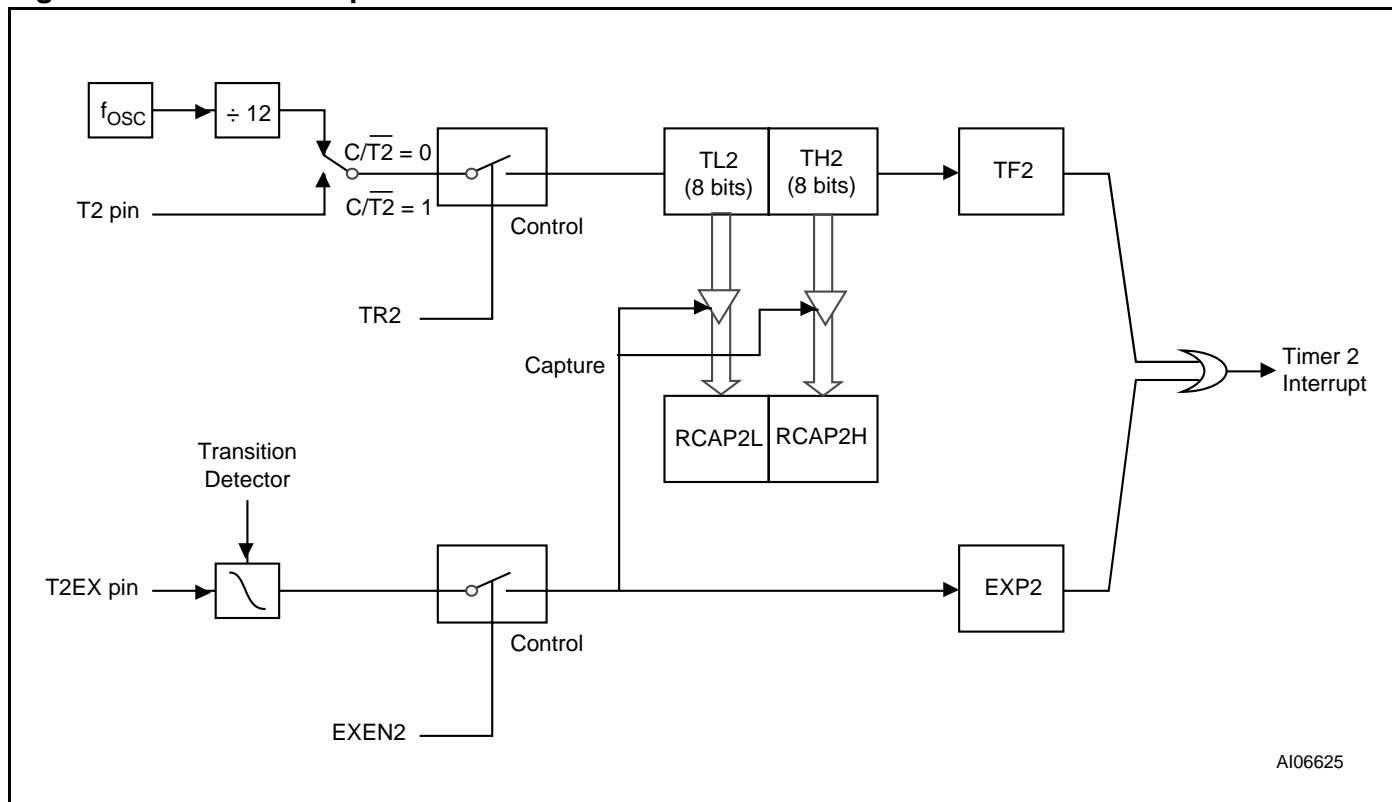 fOSC
÷ 12
C/T2 = 0
C/T2 = 1
T2 pin
Control
TR2
TL2
(8 bits)
TH2
(8 bits)
TF2
Capture
RCAP2L
RCAP2H
Timer 2
Interrupt
Transition
Detector
T2EX pin
Control
EXEN2
EXP2
AI06625